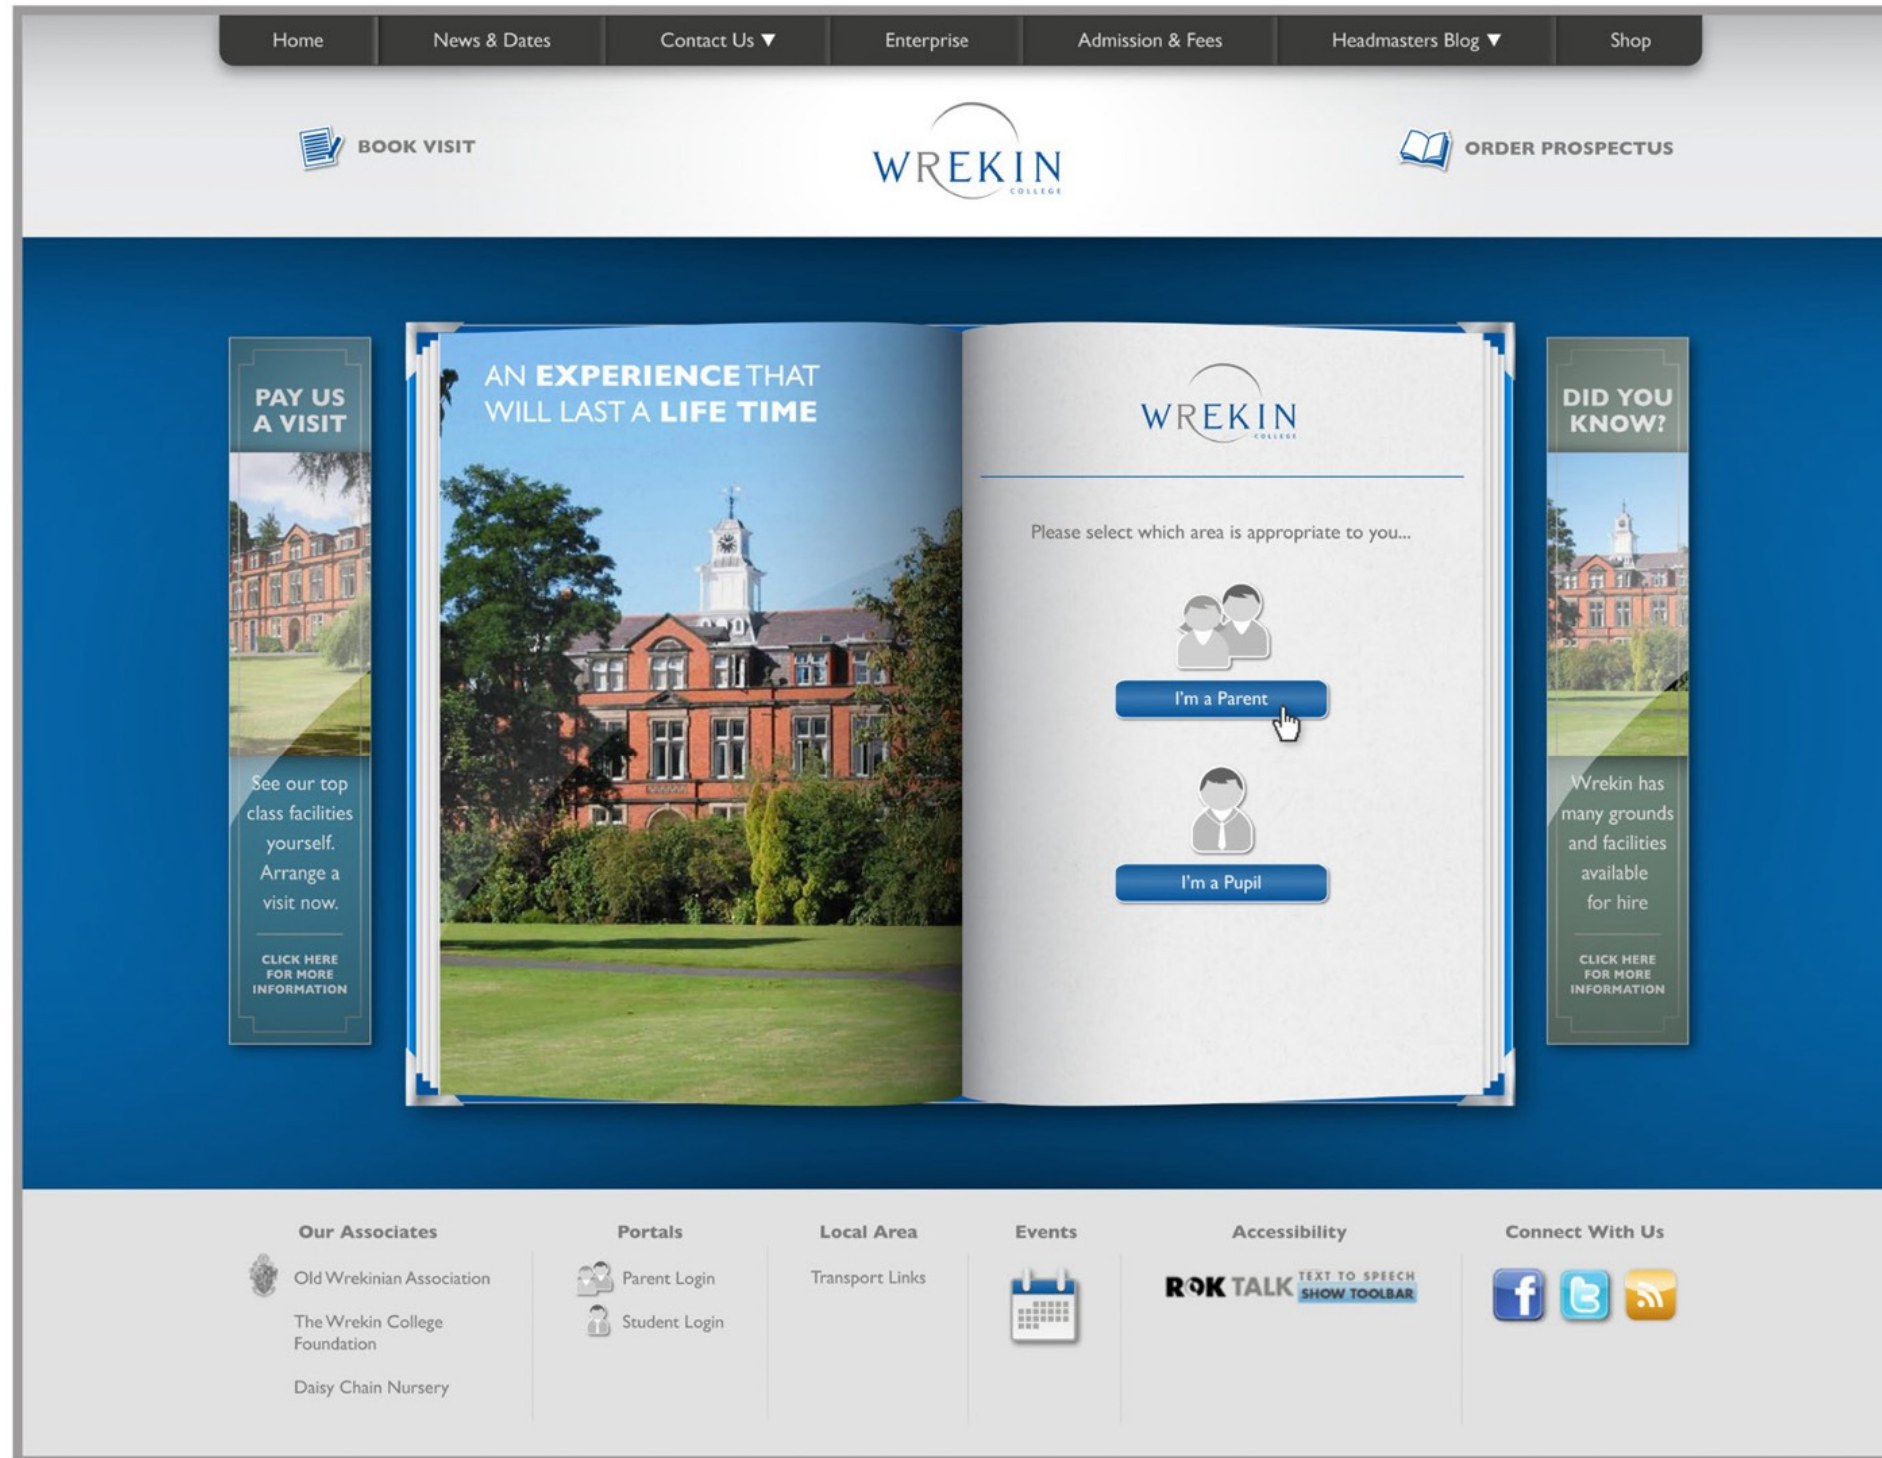 Home
News & Dates
Contact Us ▼
Enterprise
Admission & Fees
Headmasters Blog ▼
Shop
BOOK VISIT
WREKIN
COLLEGE
ORDER PROSPECTUS
PAY US
A VISIT
See our top
class facilities
yourself.
Arrange a
visit now.
CLICK HERE
FOR MORE
INFORMATION
AN EXPERIENCE THAT
WILL LAST A LIFE TIME
WREKIN
COLLEGE
Please select which area is appropriate to you...
I'm a Parent
I'm a Pupil
DID YOU
KNOW?
Wrekin has
many grounds
and facilities
available
for hire
CLICK HERE
FOR MORE
INFORMATION
Our Associates
Old Wrekinian Association
The Wrekin College
Foundation
Daisy Chain Nursery
Portals
Parent Login
Student Login
Local Area
Transport Links
Events
Accessibility
ROK TALK
TEXT TO SPEECH
SHOW TOOLBAR
Connect With Us